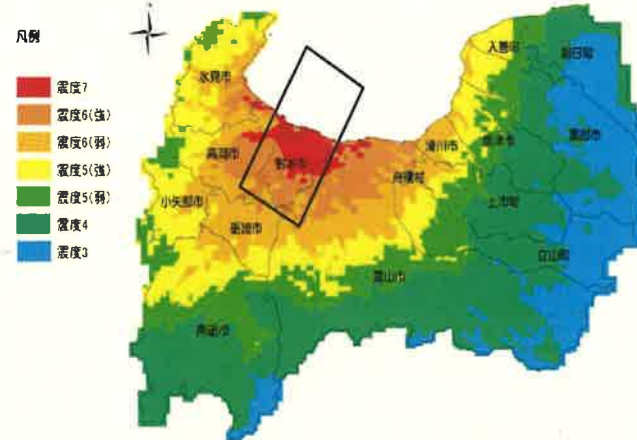 凡例
震度7
震度6(強)
震度6(弱)
震度5(強)
震度5(弱)
震度4
震度3
入善町
朝日町
氷見市
黒部市
魚津市
滑川市
高岡市
射水市
舟橋村
上市町
小矢部市
砺波市
立山町
富山市
南砺市